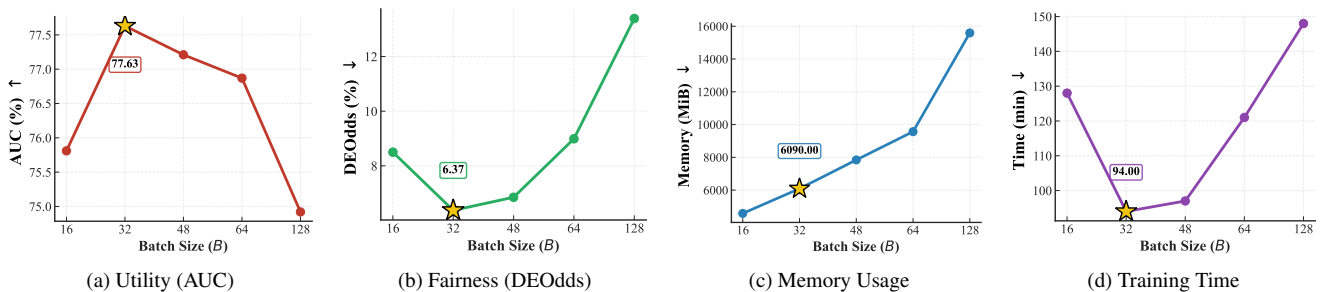 AUC (%) ↑
77.5
77.0
76.5
76.0
75.5
75.0
77.63
16 32 48 64 128
Batch Size (B)
(a) Utility (AUC)
DEOdds (%) ↓
12
10
8
6.37
16 32 48 64 128
Batch Size (B)
(b) Fairness (DEOdds)
Memory (MiB) ↓
16000
14000
12000
10000
8000
6000
6090.00
16 32 48 64 128
Batch Size (B)
(c) Memory Usage
Time (min) ↓
150
140
130
120
110
100
94.00
16 32 48 64 128
Batch Size (B)
(d) Training Time